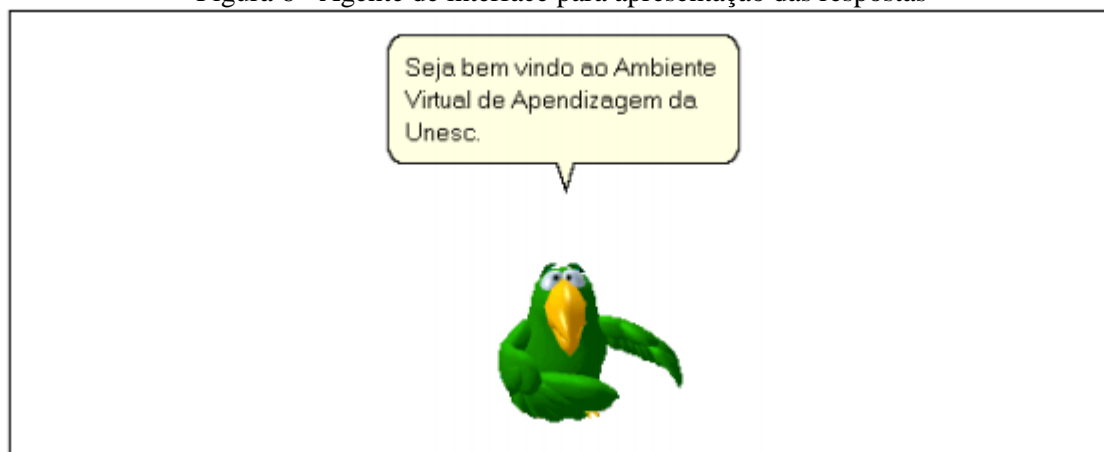 Figura 6 - Agente de interface para apresentação das respostas
Seja bem vindo ao Ambiente
Virtual de Apendizagem da
Unesc.